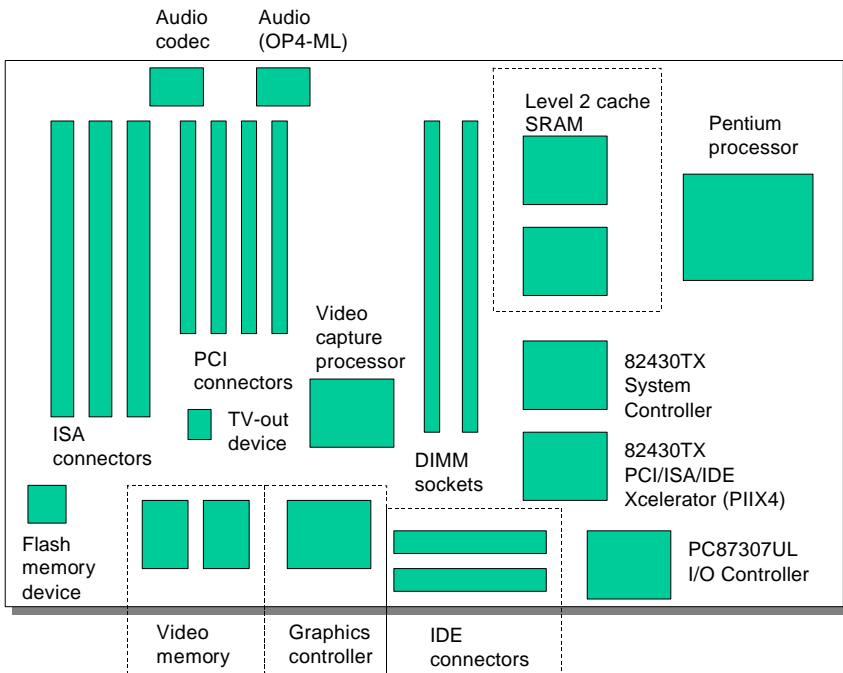 Audio
codec
Audio
(OP4-ML)
Level 2 cache
SRAM
Pentium
processor
Video
capture
processor
PCI
connectors
82430TX
System
Controller
TV-out
device
ISA
connectors
DIMM
sockets
82430TX
PCI/ISA/IDE
Xcelerator (PIIX4)
Flash
memory
device
PC87307UL
I/O Controller
Video
memory
Graphics
controller
IDE
connectors